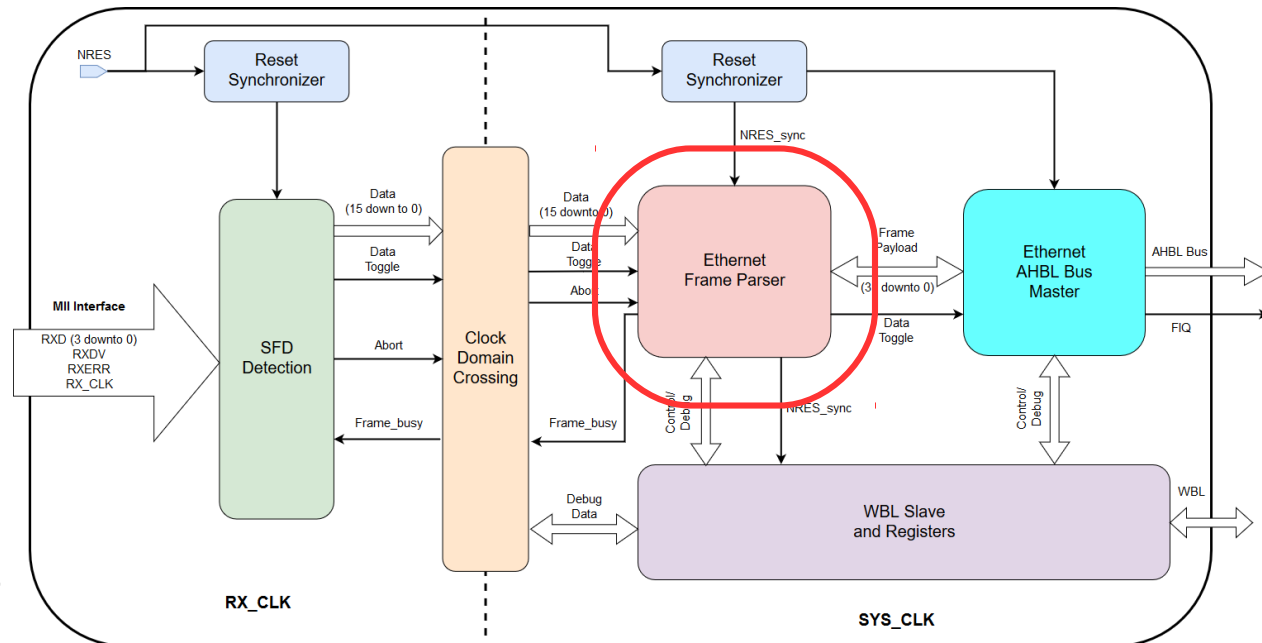 NRES
Reset
Synchronizer
Reset
Synchronizer
NRES_sync
Data
(15 down to 0)
Data
(15 downto 0)
Data
Toggle
Data
Toggle
Abort
Abort
Frame_busy
Frame_busy
MII Interface
RXD (3 downto 0)
RXDV
RXERR
RX_CLK
SFD
Detection
Clock
Domain
Crossing
Ethernet
Frame Parser
Frame
Payload
downto 0)
Data
Toggle
Ethernet
AHBL Bus
Master
AHBL Bus
FIQ
Control/
Debug
NRES_sync
Control/
Debug
Debug
Data
WBL Slave
and Registers
WBL
RX_CLK
SYS_CLK